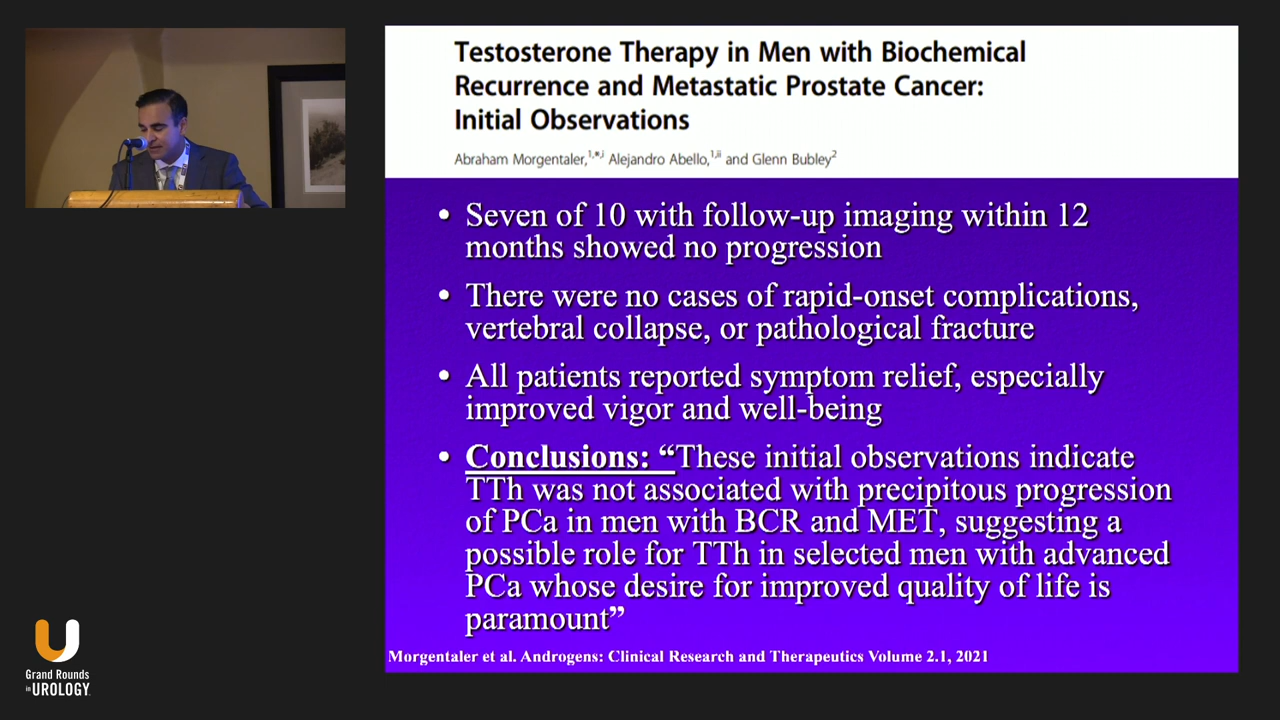 Testosterone Therapy in Men with Biochemical
Recurrence and Metastatic Prostate Cancer:
Initial Observations
Abraham Morgentaler,1,*,i Alejandro Abello,1,ii and Glenn Bubley2
• Seven of 10 with follow-up imaging within 12
months showed no progression
• There were no cases of rapid-onset complications,
vertebral collapse, or pathological fracture
• All patients reported symptom relief, especially
improved vigor and well-being
• Conclusions: “These initial observations indicate
TTh was not associated with precipitous progression
of PCa in men with BCR and MET, suggesting a
possible role for TTh in selected men with advanced
PCa whose desire for improved quality of life is
paramount”
Morgentaler et al. Androgens: Clinical Research and Therapeutics Volume 2.1, 2021
Grand Rounds
in UROLOGY